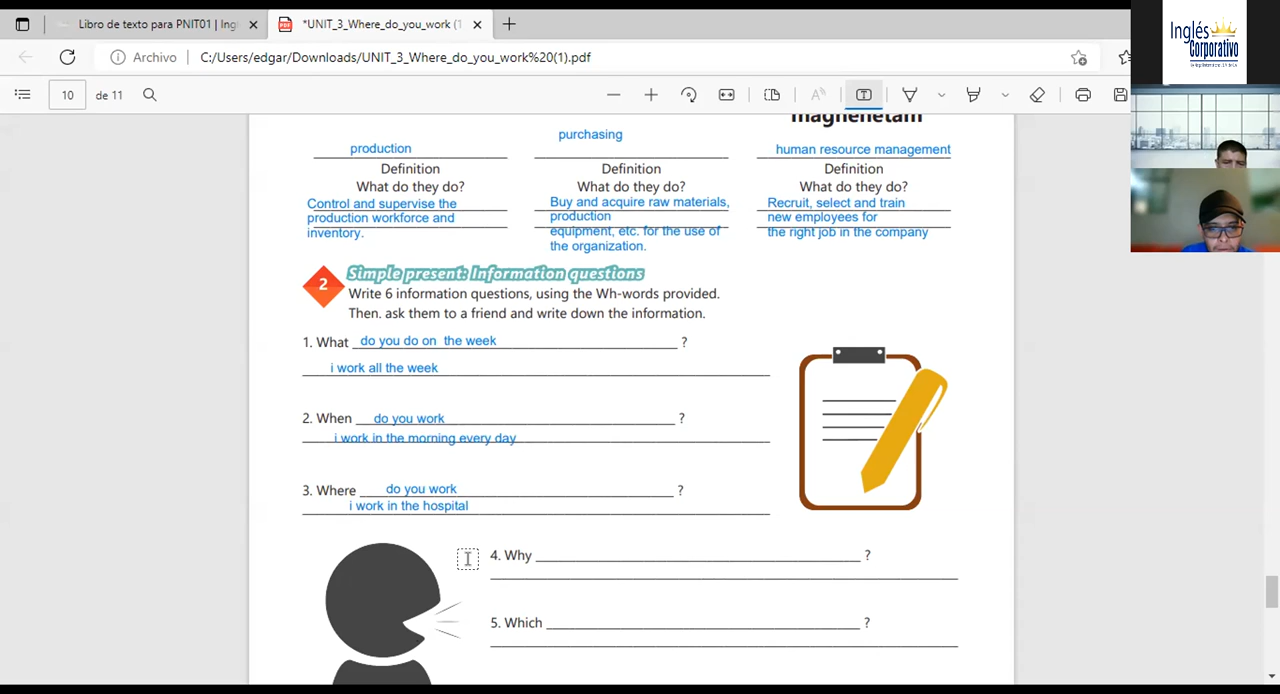 Libro de texto para PNIT01 | Ing
*UNIT_3_Where_do_you_work (1
Archivo
C:/Users/edgar/Downloads/UNIT_3_Where_do_you_work%20(1).pdf
10 de 11
Inglés
Corporativo
production
purchasing
human resource management
Definition
Definition
Definition
What do they do?
What do they do?
What do they do?
Control and supervise the
production workforce and
inventory.
Buy and acquire raw materials,
production
equipment, etc. for the use of
the organization.
Recruit, select and train
new employees for
the right job in the company
2
Simple present: Information questions
Write 6 information questions, using the Wh-words provided.
Then. ask them to a friend and write down the information.
1. What do you do on the week ?
i work all the week
2. When do you work ?
i work in the morning every day
3. Where do you work ?
i work in the hospital
4. Why ?
5. Which ?